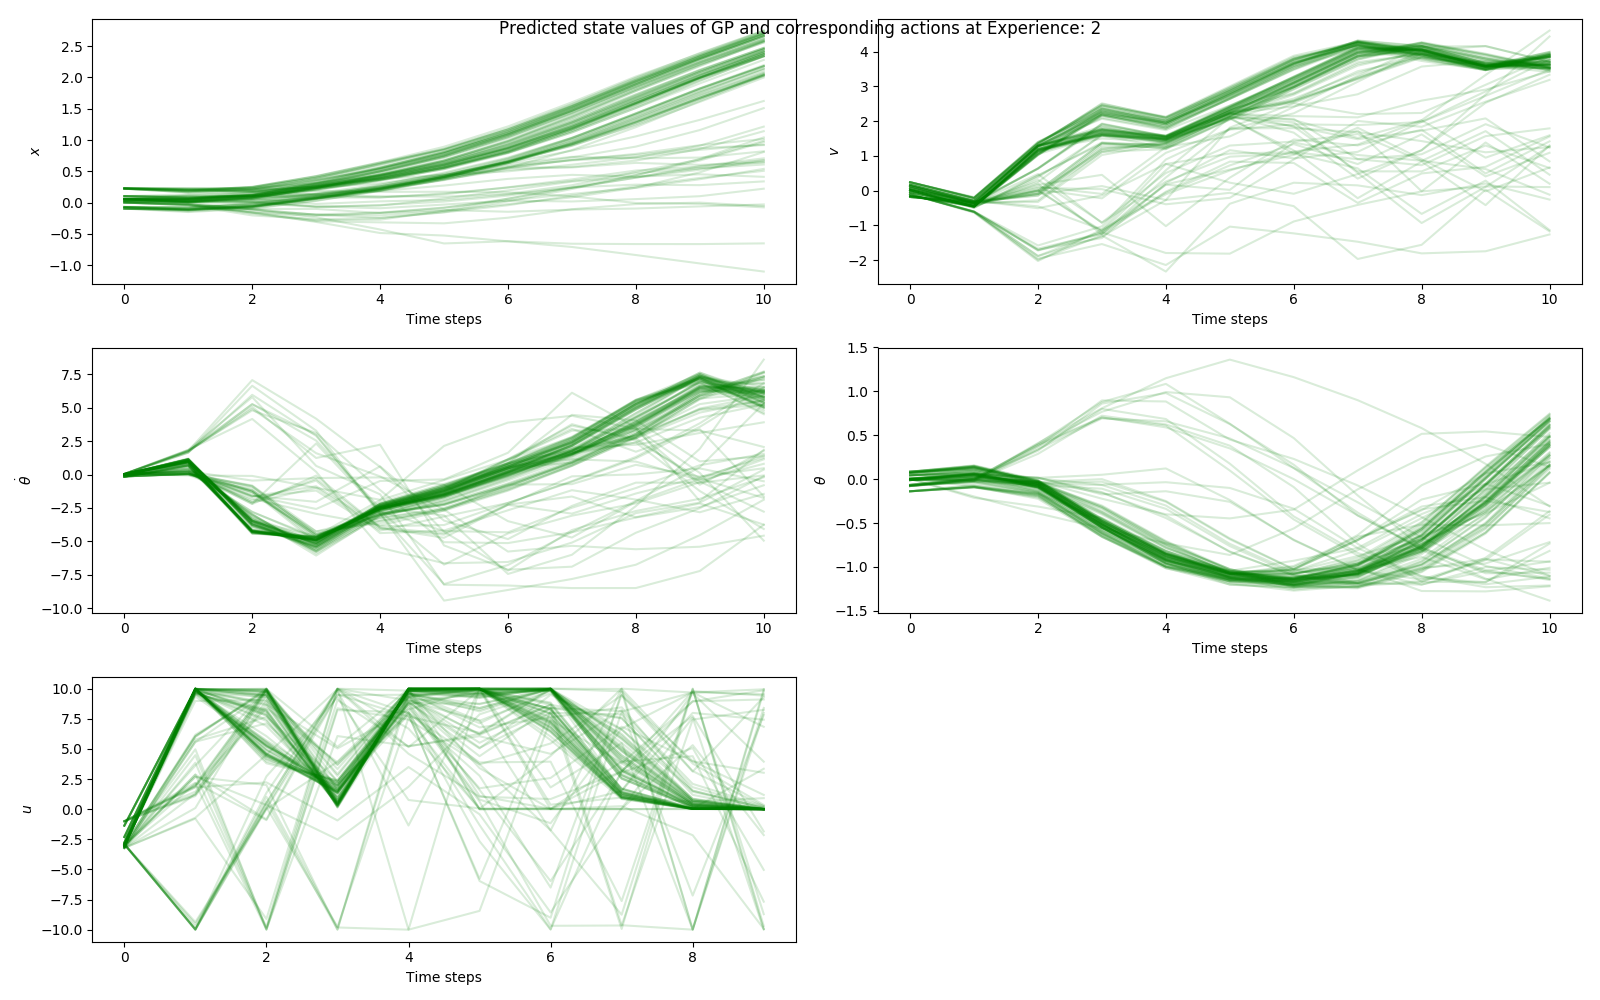 Predicted state values of GP and corresponding actions at Experience: 2
2.5
2.0
1.5
1.0
0.5
0.0
−0.5
−1.0
x
0 2 4 6 8 10
Time steps
4
3
2
1
0
−1
−2
v
0 2 4 6 8 10
Time steps
7.5
5.0
2.5
0.0
−2.5
−5.0
−7.5
−10.0
θ̇
0 2 4 6 8 10
Time steps
1.5
1.0
0.5
0.0
−0.5
−1.0
−1.5
θ
0 2 4 6 8 10
Time steps
10.0
7.5
5.0
2.5
0.0
−2.5
−5.0
−7.5
−10.0
u
0 2 4 6 8
Time steps